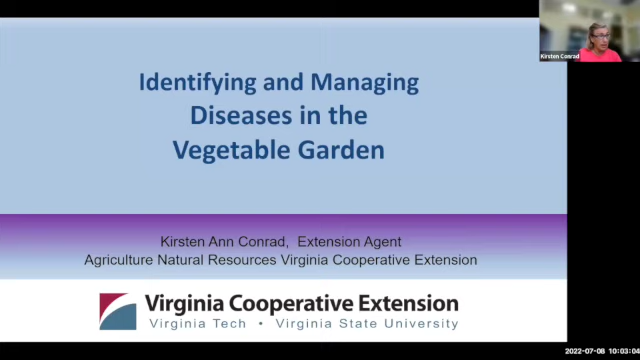 Kirsten Conrad
Identifying and Managing
Diseases in the
Vegetable Garden
Kirsten Ann Conrad, Extension Agent
Agriculture Natural Resources Virginia Cooperative Extension
Virginia Cooperative Extension
Virginia Tech • Virginia State University
2022-07-08 10:03:04